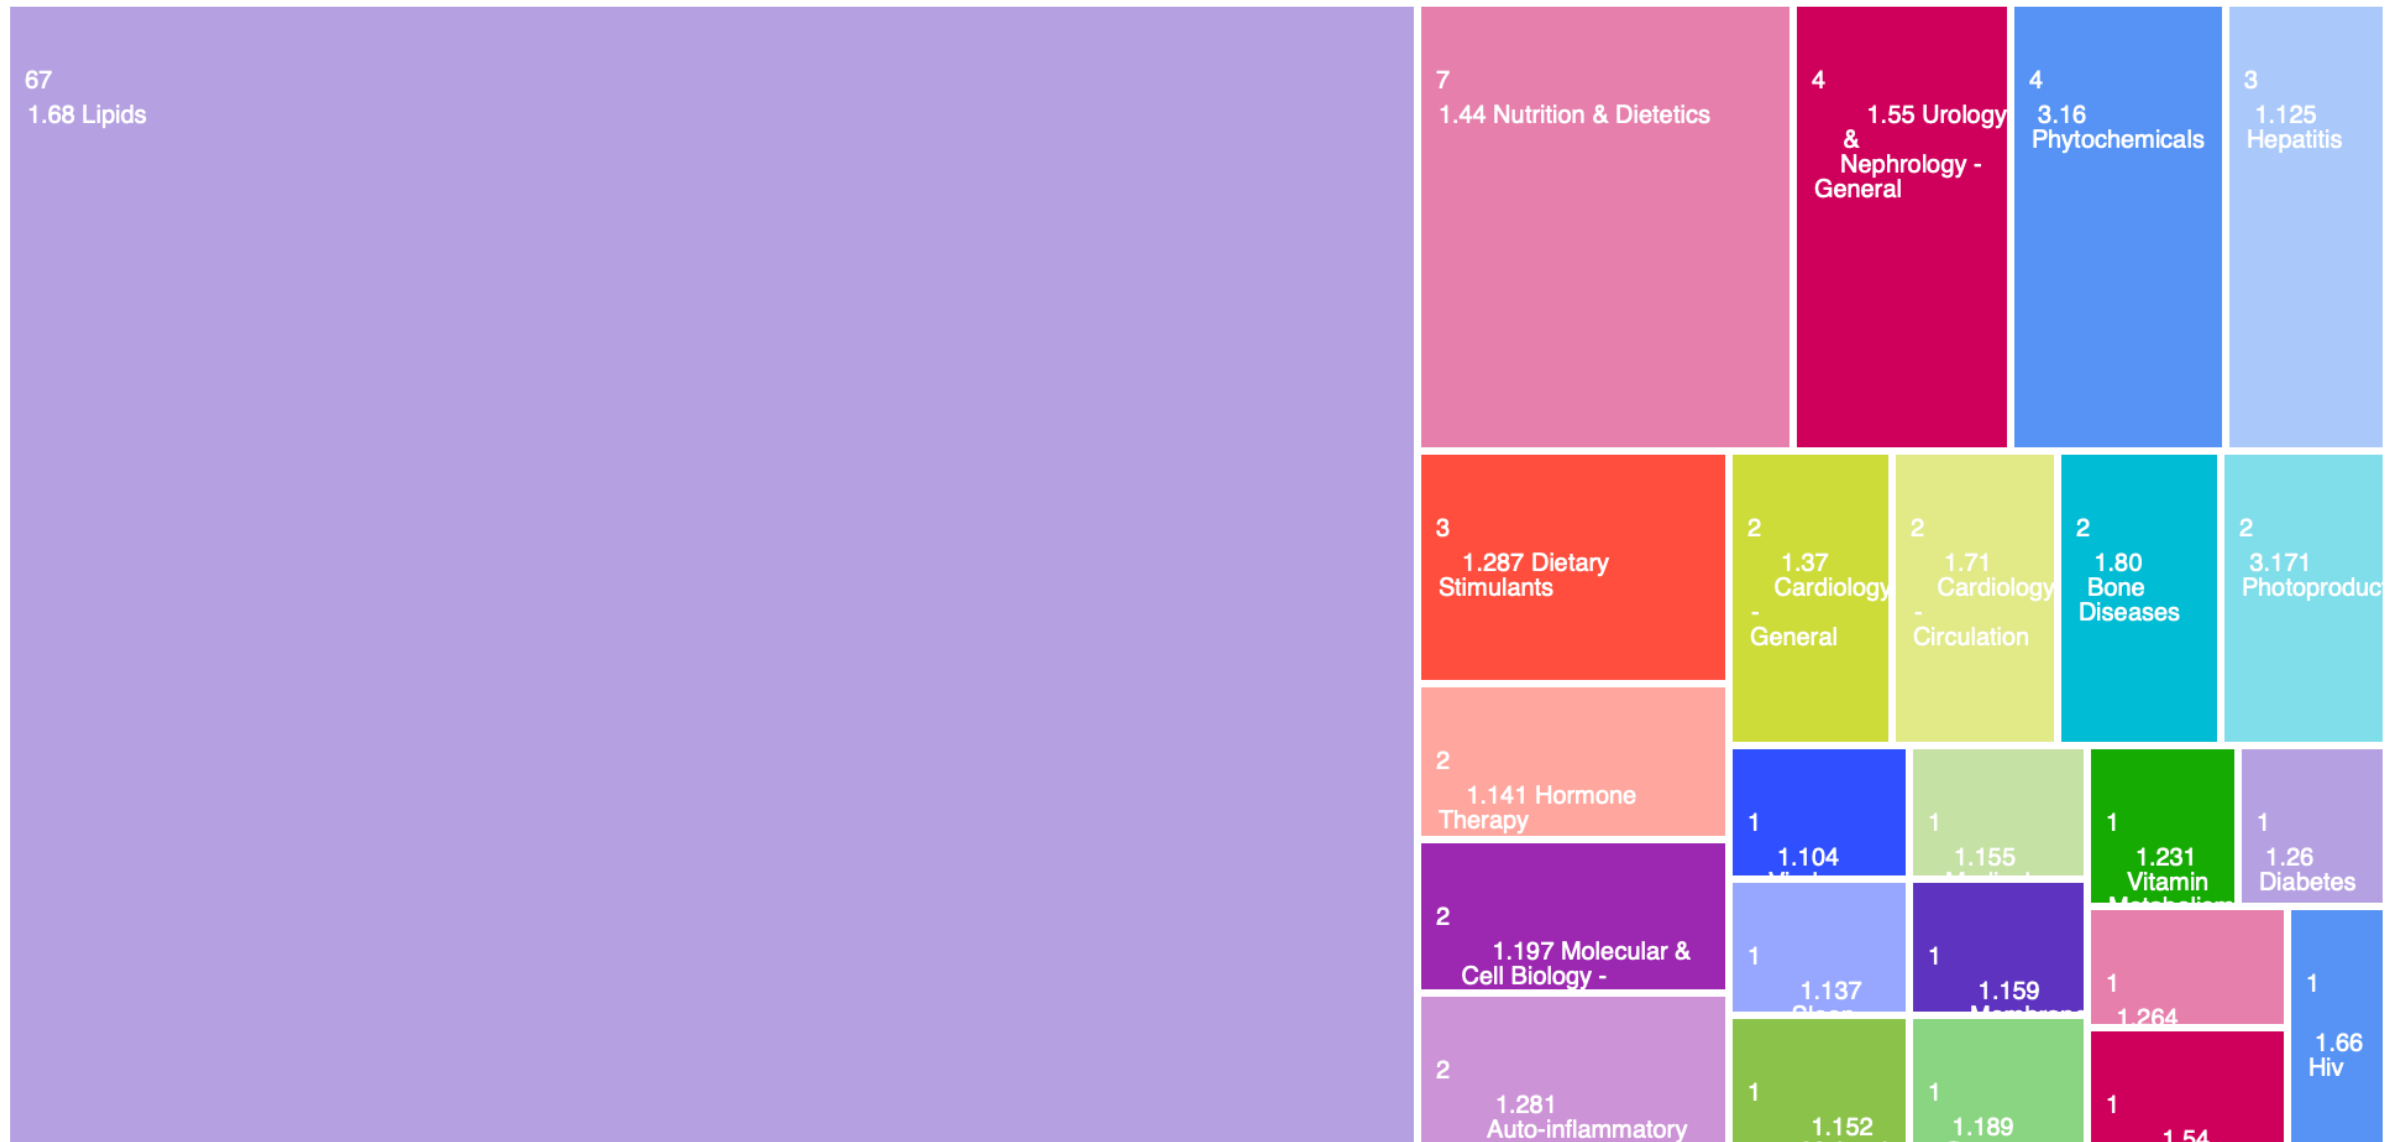 67
1.68 Lipids
7
1.44 Nutrition & Dietetics
4
1.55 Urology
&
Nephrology -
General
4
3.16
Phytochemicals
3
1.125
Hepatitis
3
1.287 Dietary
Stimulants
2
1.37
Cardiology
-
General
2
1.71
Cardiology
-
Circulation
2
1.80
Bone
Diseases
2
3.171
Photoproduc
2
1.141 Hormone
Therapy
2
1.197 Molecular &
Cell Biology -
2
1.281
Auto-inflammatory
1
1.104
1
1.155
1
1.231
Vitamin
Metabolism
1
1.26
Diabetes
1
1.137
1
1.159
1
1.264
1
1.66
Hiv
1
1.152
1
1.189
1
1.54